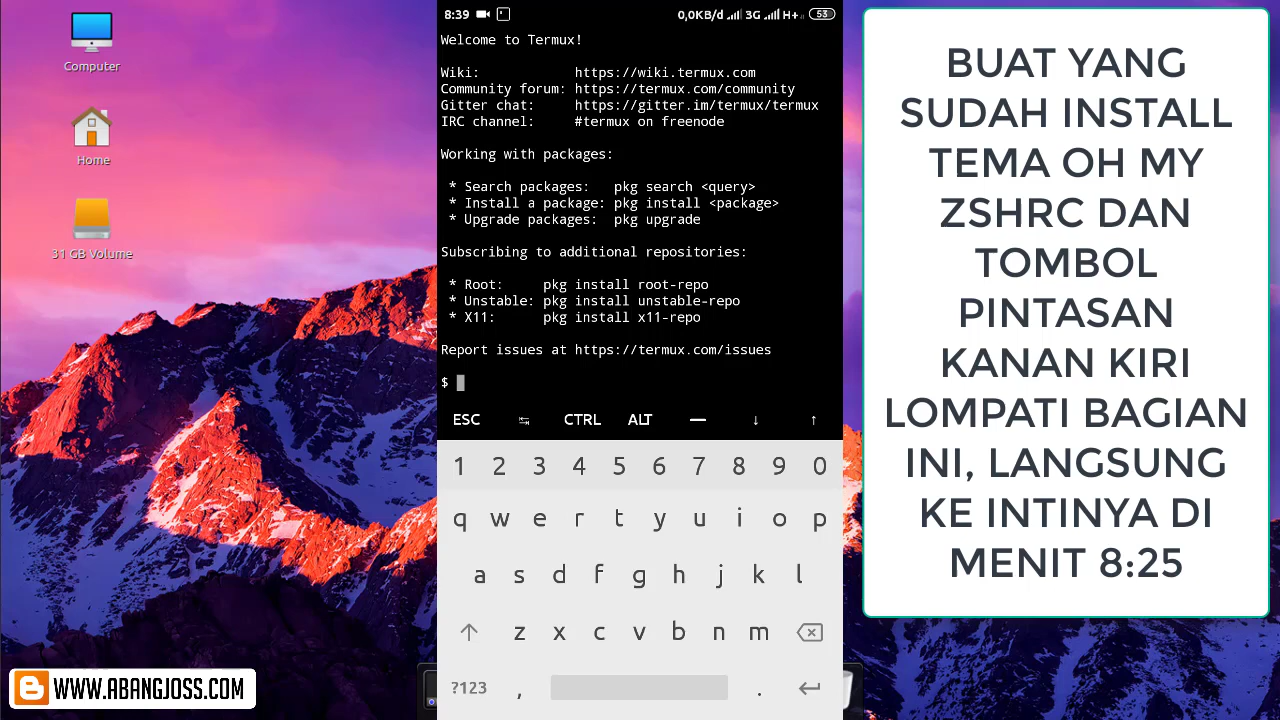 Computer
Home
31 GB Volume
WWW.ABANGJOSS.COM
8:39 0,0KB/d 3G H+ 53
Welcome to Termux!
Wiki: https://wiki.termux.com
Community forum: https://termux.com/community
Gitter chat: https://gitter.im/termux/termux
IRC channel: #termux on freenode
Working with packages:
* Search packages: pkg search <query>
* Install a package: pkg install <package>
* Upgrade packages: pkg upgrade
Subscribing to additional repositories:
* Root: pkg install root-repo
* Unstable: pkg install unstable-repo
* X11: pkg install x11-repo
Report issues at https://termux.com/issues
$
ESC ↹ CTRL ALT — ↓ ↑
1 2 3 4 5 6 7 8 9 0
q w e r t y u i o p
a s d f g h j k l
z x c v b n m
?123 , .
BUAT YANG
SUDAH INSTALL
TEMA OH MY
ZSHRC DAN
TOMBOL
PINTASAN
KANAN KIRI
LOMPATI BAGIAN
INI, LANGSUNG
KE INTINYA DI
MENIT 8:25